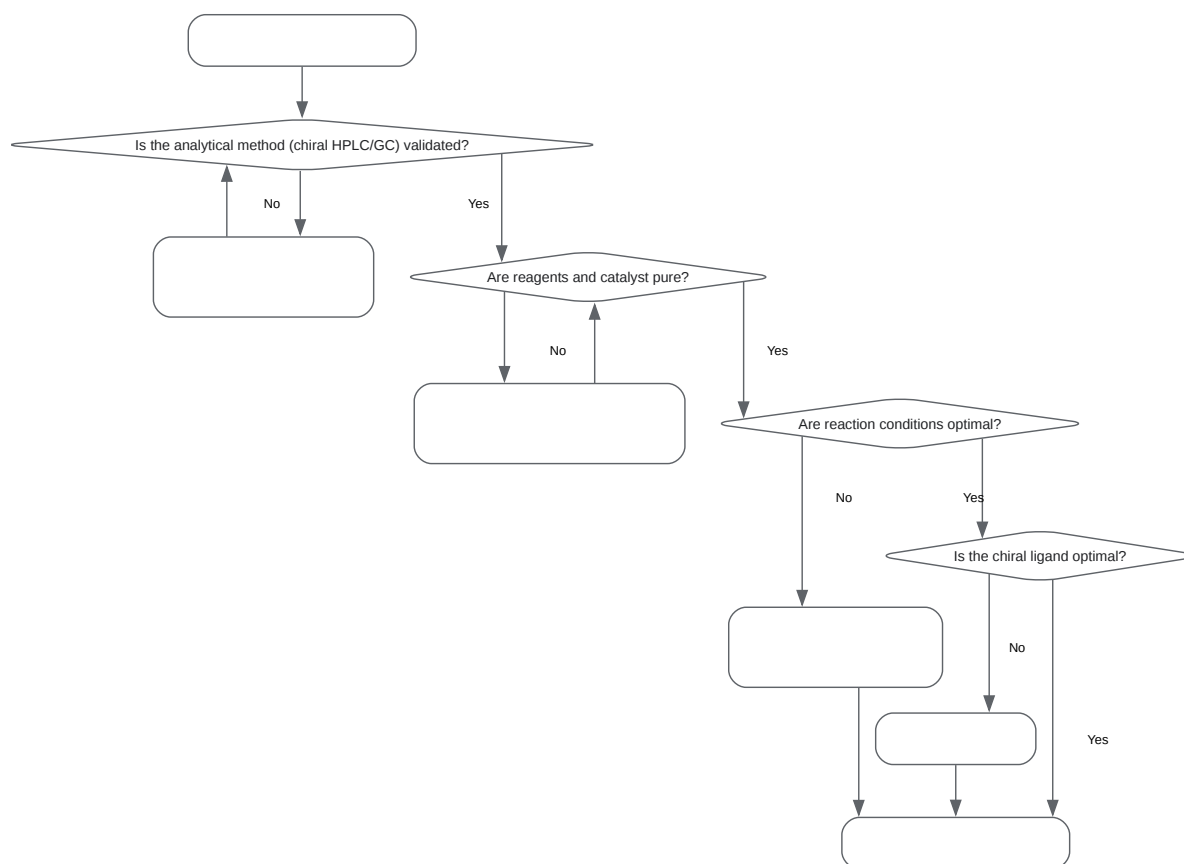 Is the analytical method (chiral HPLC/GC) validated?
No
Yes
Are reagents and catalyst pure?
No
Yes
Are reaction conditions optimal?
No
Yes
Is the chiral ligand optimal?
No
Yes